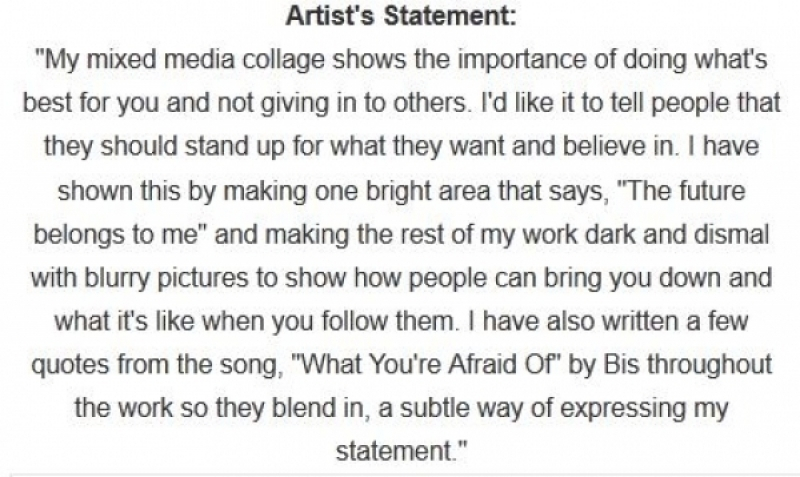 Artist's Statement:
"My mixed media collage shows the importance of doing what's
best for you and not giving in to others. I'd like it to tell people that
they should stand up for what they want and believe in. I have
shown this by making one bright area that says, "The future
belongs to me" and making the rest of my work dark and dismal
with blurry pictures to show how people can bring you down and
what it's like when you follow them. I have also written a few
quotes from the song, "What You're Afraid Of" by Bis throughout
the work so they blend in, a subtle way of expressing my
statement."